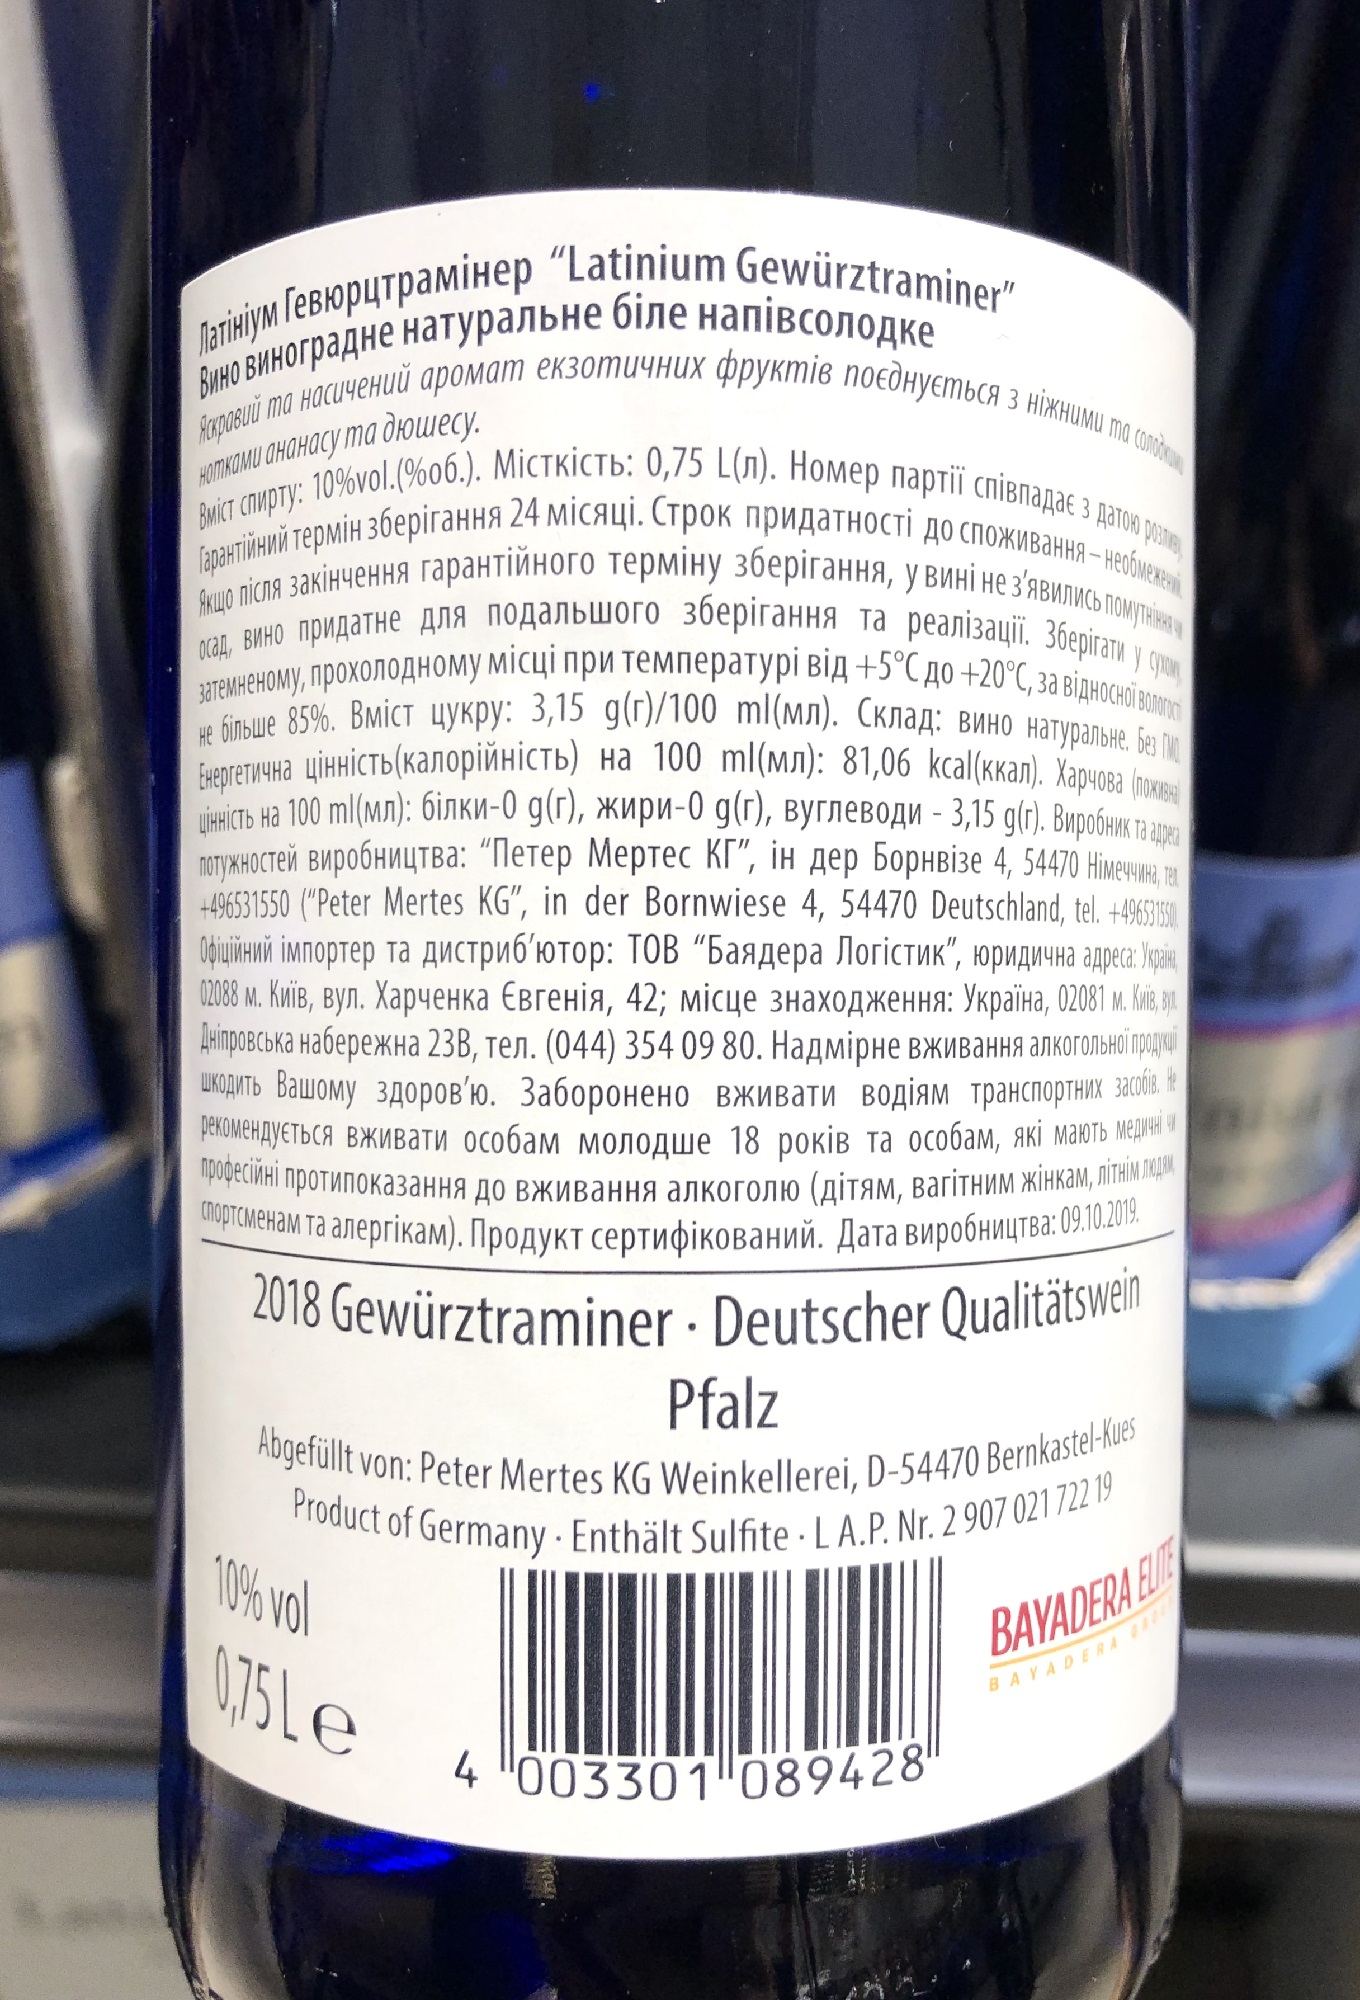 Латініум Гевюрцтрамінер “Latinium Gewürztraminer”
Вино виноградне натуральне біле напівсолодке
Яскравий та насичений аромат екзотичних фруктів поєднується з ніжними та солодкими
нотками ананасу та дюшесу.
Вміст спирту: 10%vol.(%об.). Місткість: 0,75 L(л). Номер партії співпадає з датою розливу.
Гарантійний термін зберігання 24 місяці. Строк придатності до споживання – необмежений.
Якщо після закінчення гарантійного терміну зберігання, у вині не з’явились помутніння чи
осад, вино придатне для подальшого зберігання та реалізації. Зберігати у сухому,
затемненому, прохолодному місці при температурі від +5°C до +20°C, за відносної вологості
не більше 85%. Вміст цукру: 3,15 g(г)/100 ml(мл). Склад: вино натуральне. Без ГМО.
Енергетична цінність(калорійність) на 100 ml(мл): 81,06 kcal(ккал). Харчова (поживна)
цінність на 100 ml(мл): білки-0 g(г), жири-0 g(г), вуглеводи - 3,15 g(г). Виробник та адреса
потужностей виробництва: “Петер Мертес КГ”, ін дер Борнвізе 4, 54470 Німеччина, тел.
+496531550 (“Peter Mertes KG”, in der Bornwiese 4, 54470 Deutschland, tel. +496531550).
Офіційний імпортер та дистриб’ютор: ТОВ “Баядера Логістик”, юридична адреса: Україна,
02088 м. Київ, вул. Харченка Євгенія, 42; місце знаходження: Україна, 02081 м. Київ, вул.
Дніпровська набережна 23В, тел. (044) 354 09 80. Надмірне вживання алкогольної продукції
шкодить Вашому здоров’ю. Заборонено вживати водіям транспортних засобів. Не
рекомендується вживати особам молодше 18 років та особам, які мають медичні чи
професійні протипоказання до вживання алкоголю (дітям, вагітним жінкам, літнім людям,
спортсменам та алергікам). Продукт сертифікований. Дата виробництва: 09.10.2019.
2018 Gewürztraminer · Deutscher Qualitätswein
Pfalz
Abgefüllt von: Peter Mertes KG Weinkellerei, D-54470 Bernkastel-Kues
Product of Germany · Enthält Sulfite · L A.P. Nr. 2 907 021 722 19
10% vol
0,75 L e
BAYADERA ELITE
BAYADERA GROUP
4 003301 089428